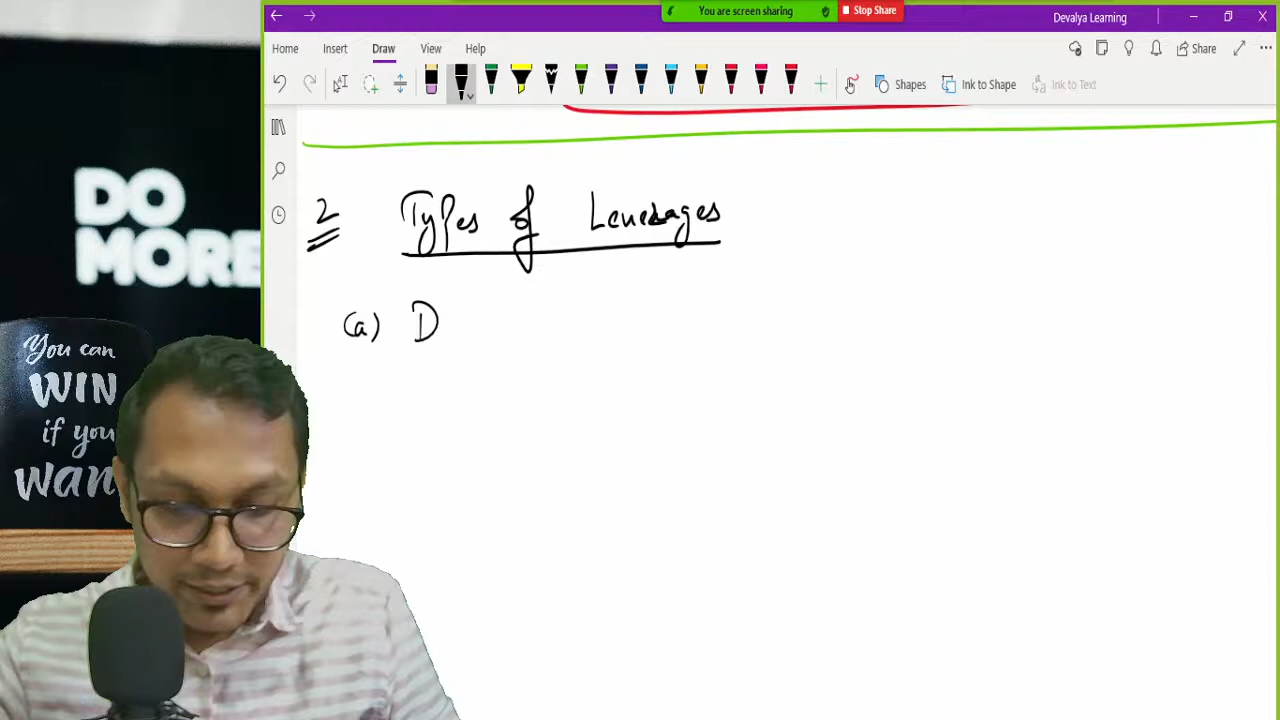 You are screen sharing
Stop Share
Devalya Learning
Home Insert Draw View Help
Share
Shapes
Ink to Shape
Ink to Text
DO
MORE
2 Types of Leverages
(a) D
You can
WIN
if you
Want